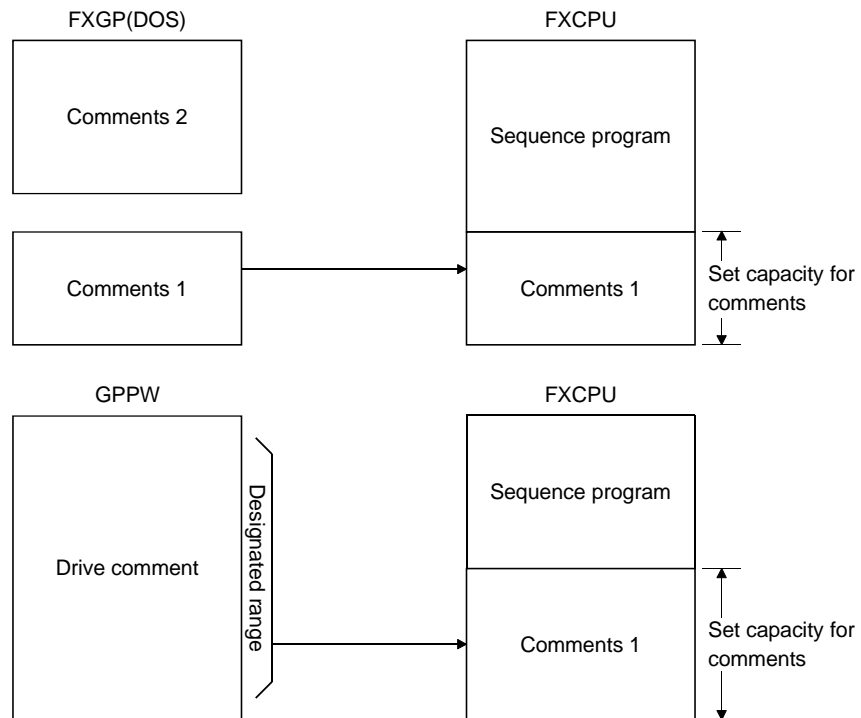 FXGP(DOS)
FXCPU
Comments 2
Sequence program
Comments 1
Comments 1
Set capacity for
comments
GPPW
FXCPU
Drive comment
Designated range
Sequence program
Comments 1
Set capacity for
comments